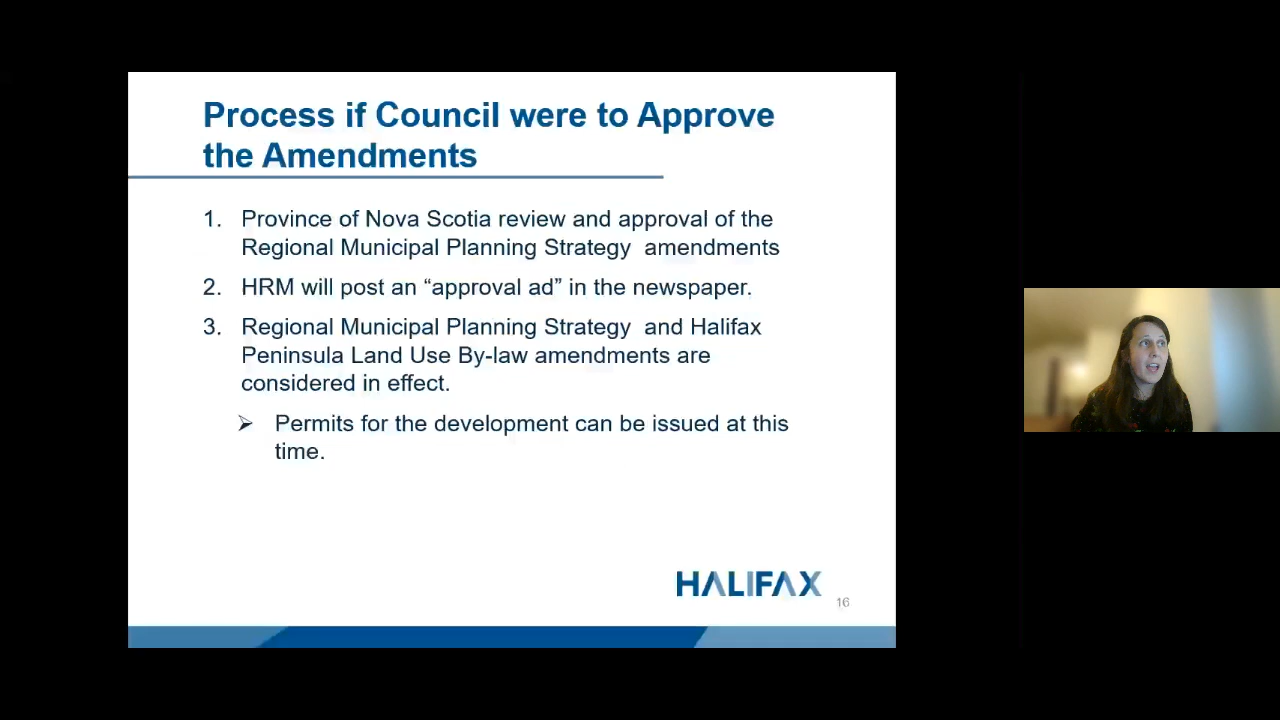 Process if Council were to Approve
the Amendments
1. Province of Nova Scotia review and approval of the
Regional Municipal Planning Strategy  amendments
2. HRM will post an “approval ad” in the newspaper.
3. Regional Municipal Planning Strategy  and Halifax
Peninsula Land Use By-law amendments are
considered in effect.
➢ Permits for the development can be issued at this
time.
HALIFAX
16